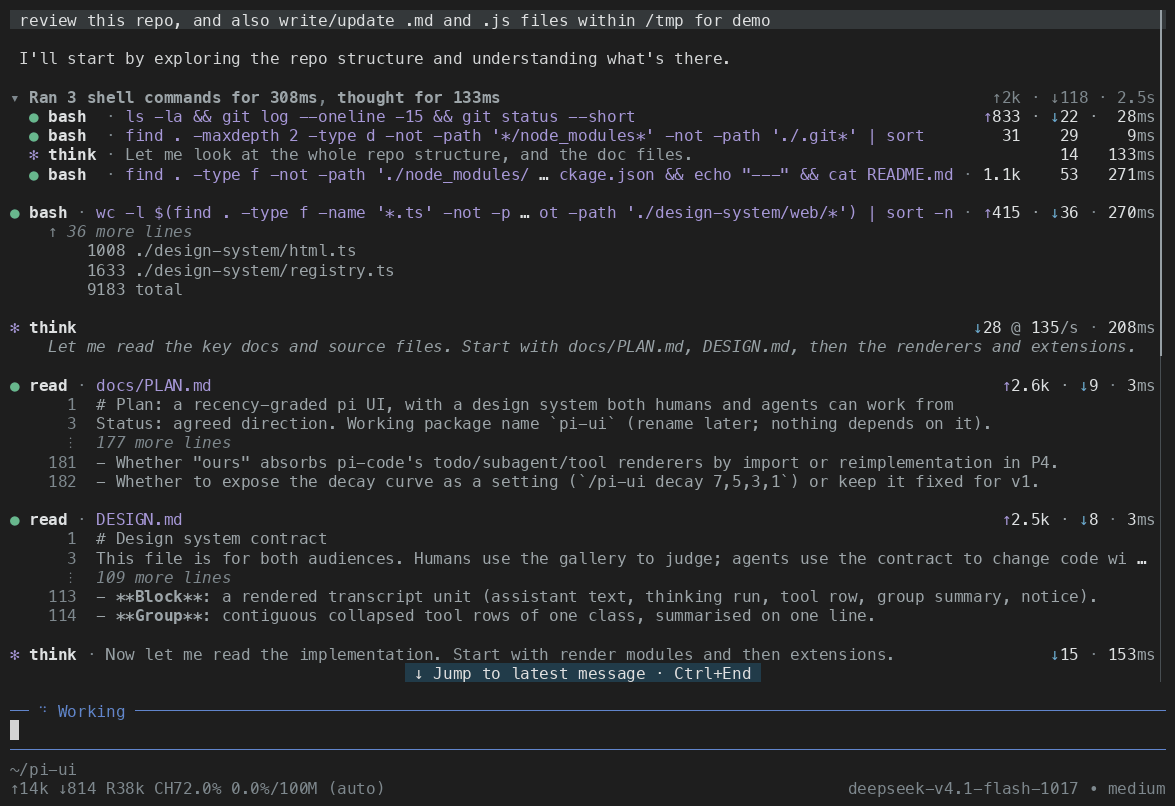 review this repo, and also write/update .md and .js files within /tmp for demo
I'll start by exploring the repo structure and understanding what's there.
▾ Ran 3 shell commands for 308ms, thought for 133ms ↑2k · ↓118 · 2.5s
● bash · ls -la && git log --oneline -15 && git status --short ↑833 · ↓22 · 28ms
● bash · find . -maxdepth 2 -type d -not -path '*/node_modules*' -not -path './.git*' | sort 31 29 9ms
✻ think · Let me look at the whole repo structure, and the doc files. 14 133ms
● bash · find . -type f -not -path './node_modules/ … ckage.json && echo "---" && cat README.md · 1.1k 53 271ms
● bash · wc -l $(find . -type f -name '*.ts' -not -p … ot -path './design-system/web/*') | sort -n · ↑415 · ↓36 · 270ms
↑ 36 more lines
1008 ./design-system/html.ts
1633 ./design-system/registry.ts
9183 total
✻ think ↓28 @ 135/s · 208ms
Let me read the key docs and source files. Start with docs/PLAN.md, DESIGN.md, then the renderers and extensions.
● read · docs/PLAN.md ↑2.6k · ↓9 · 3ms
1 # Plan: a recency-graded pi UI, with a design system both humans and agents can work from
3 Status: agreed direction. Working package name `pi-ui` (rename later; nothing depends on it).
⋮ 177 more lines
181 - Whether "ours" absorbs pi-code's todo/subagent/tool renderers by import or reimplementation in P4.
182 - Whether to expose the decay curve as a setting (`/pi-ui decay 7,5,3,1`) or keep it fixed for v1.
● read · DESIGN.md ↑2.5k · ↓8 · 3ms
1 # Design system contract
3 This file is for both audiences. Humans use the gallery to judge; agents use the contract to change code wi …
⋮ 109 more lines
113 - **Block**: a rendered transcript unit (assistant text, thinking run, tool row, group summary, notice).
114 - **Group**: contiguous collapsed tool rows of one class, summarised on one line.
✻ think · Now let me read the implementation. Start with render modules and then extensions. ↓15 · 153ms
↓ Jump to latest message · Ctrl+End
Working
~/pi-ui
↑14k ↓814 R38k CH72.0% 0.0%/100M (auto) deepseek-v4.1-flash-1017 • medium